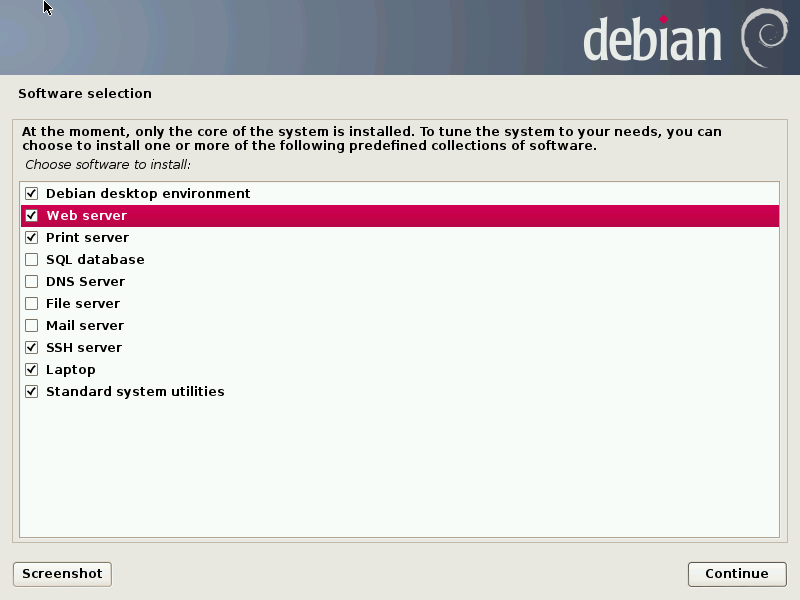 debian
Software selection
At the moment, only the core of the system is installed. To tune the system to your needs, you can
choose to install one or more of the following predefined collections of software.
Choose software to install:
Debian desktop environment
Web server
Print server
SQL database
DNS Server
File server
Mail server
SSH server
Laptop
Standard system utilities
Screenshot
Continue